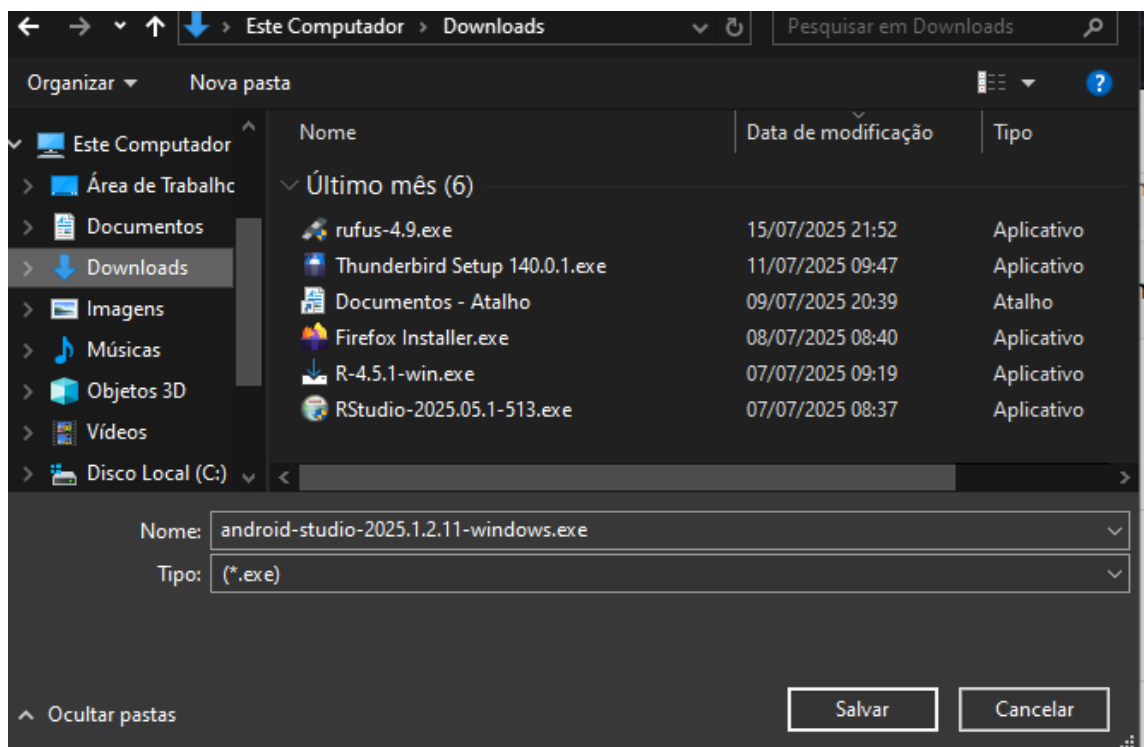 Este Computador > Downloads
Pesquisar em Downloads
Organizar
Nova pasta
Este Computador
Área de Trabalho
Documentos
Downloads
Imagens
Músicas
Objetos 3D
Vídeos
Disco Local (C:)
Nome Data de modificação Tipo
Último mês (6)
rufus-4.9.exe 15/07/2025 21:52 Aplicativo
Thunderbird Setup 140.0.1.exe 11/07/2025 09:47 Aplicativo
Documentos - Atalho 09/07/2025 20:39 Atalho
Firefox Installer.exe 08/07/2025 08:40 Aplicativo
R-4.5.1-win.exe 07/07/2025 09:19 Aplicativo
RStudio-2025.05.1-513.exe 07/07/2025 08:37 Aplicativo
Nome: android-studio-2025.1.2.11-windows.exe
Tipo: (*.exe)
Ocultar pastas
Salvar
Cancelar